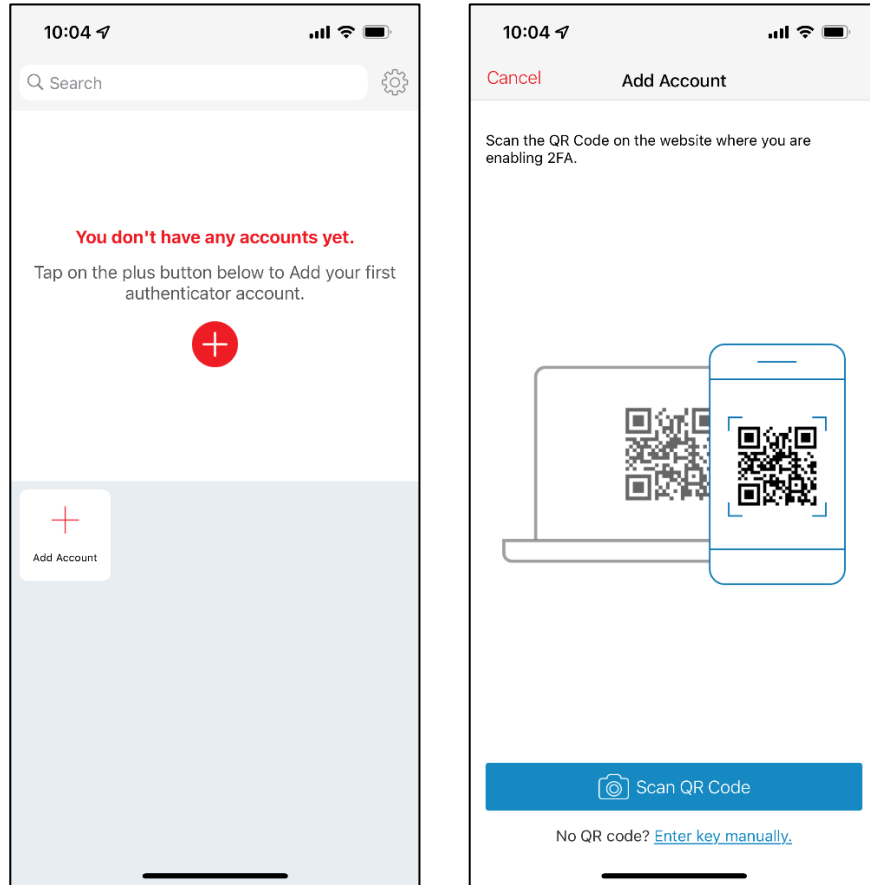 10:04
Search
You don't have any accounts yet.
Tap on the plus button below to Add your first
authenticator account.
Add Account
10:04
Cancel
Add Account
Scan the QR Code on the website where you are
enabling 2FA.
Scan QR Code
No QR code? Enter key manually.